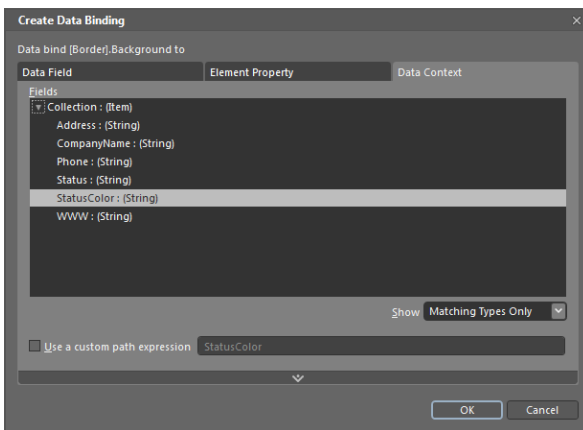 Create Data Binding
Data bind [Border].Background to
Data Field Element Property Data Context
Fields
Collection : (Item)
Address : (String)
CompanyName : (String)
Phone : (String)
Status : (String)
StatusColor : (String)
WWW : (String)
Show Matching Types Only
Use a custom path expression StatusColor
OK Cancel